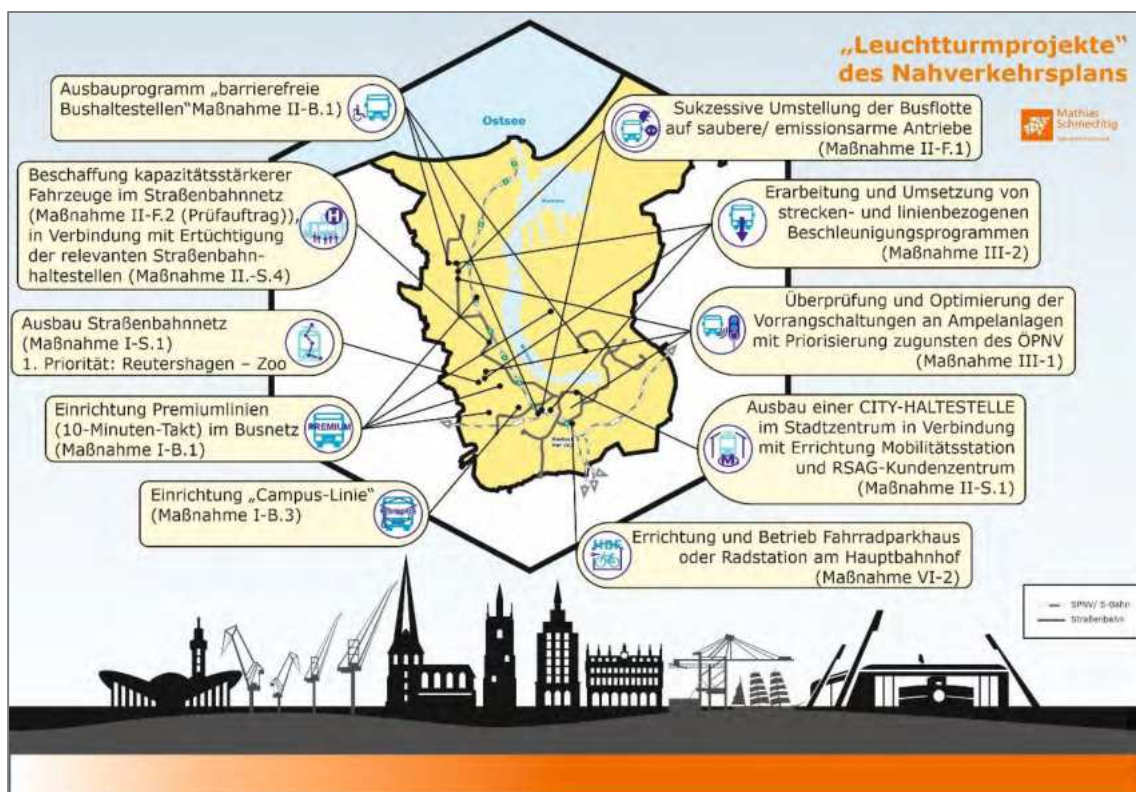 „Leuchtturmprojekte“
des Nahverkehrsplans
Mathias
Schmechtig
Ostsee
Ausbauprogramm „barrierefreie
Bushaltestellen“Maßnahme II-B.1)
Beschaffung kapazitätsstärkerer
Fahrzeuge im Straßenbahnnetz
(Maßnahme II-F.2 (Prüfauftrag)),
in Verbindung mit Ertüchtigung
der relevanten Straßenbahn-
haltestellen (Maßnahme II.-S.4)
H
Ausbau Straßenbahnnetz
(Maßnahme I-S.1)
1. Priorität: Reutershagen – Zoo
Einrichtung Premiumlinien
(10-Minuten-Takt) im Busnetz
(Maßnahme I-B.1)
PREMIUM
Einrichtung „Campus-Linie“
(Maßnahme I-B.3)
Sukzessive Umstellung der Busflotte
auf saubere/ emissionsarme Antriebe
(Maßnahme II-F.1)
Erarbeitung und Umsetzung von
strecken- und linienbezogenen
Beschleunigungsprogrammen
(Maßnahme III-2)
Überprüfung und Optimierung der
Vorrangschaltungen an Ampelanlagen
mit Priorisierung zugunsten des ÖPNV
(Maßnahme III-1)
Ausbau einer CITY-HALTESTELLE
im Stadtzentrum in Verbindung
mit Errichtung Mobilitätsstation
und RSAG-Kundenzentrum
(Maßnahme II-S.1)
M
Errichtung und Betrieb Fahrradparkhaus
oder Radstation am Hauptbahnhof
(Maßnahme VI-2)
HBF
SPNV/ S-Bahn
Straßenbahn